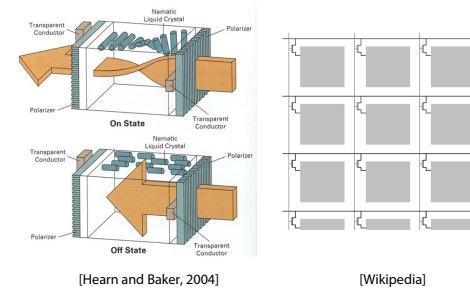 Nematic
Liquid Crystal
Transparent
Conductor
Polarizer
Polarizer
Transparent
Conductor
On State
Nematic
Liquid Crystal
Transparent
Conductor
Polarizer
Polarizer
Transparent
Conductor
Off State
[Hearn and Baker, 2004]
[Wikipedia]